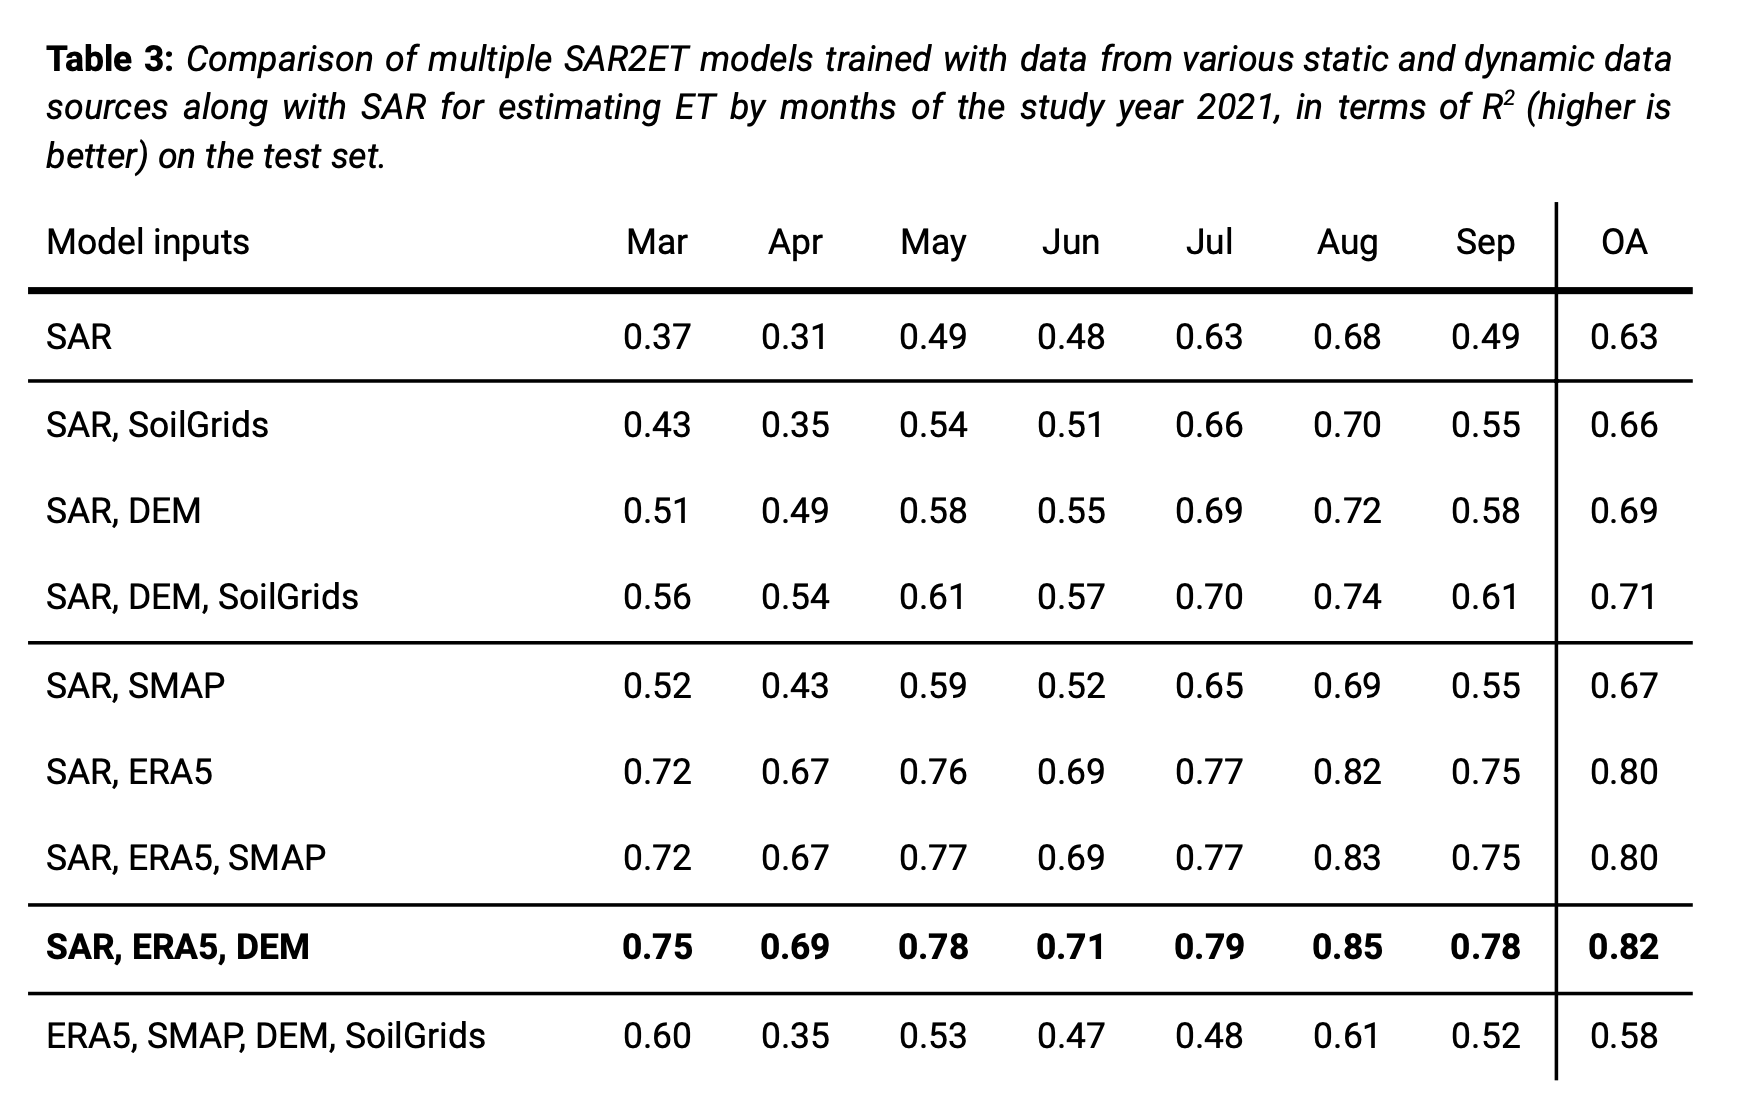 Table 3: Comparison of multiple SAR2ET models trained with data from various static and dynamic data
sources along with SAR for estimating ET by months of the study year 2021, in terms of R² (higher is
better) on the test set.
Model inputs Mar Apr May Jun Jul Aug Sep OA
SAR 0.37 0.31 0.49 0.48 0.63 0.68 0.49 0.63
SAR, SoilGrids 0.43 0.35 0.54 0.51 0.66 0.70 0.55 0.66
SAR, DEM 0.51 0.49 0.58 0.55 0.69 0.72 0.58 0.69
SAR, DEM, SoilGrids 0.56 0.54 0.61 0.57 0.70 0.74 0.61 0.71
SAR, SMAP 0.52 0.43 0.59 0.52 0.65 0.69 0.55 0.67
SAR, ERA5 0.72 0.67 0.76 0.69 0.77 0.82 0.75 0.80
SAR, ERA5, SMAP 0.72 0.67 0.77 0.69 0.77 0.83 0.75 0.80
SAR, ERA5, DEM 0.75 0.69 0.78 0.71 0.79 0.85 0.78 0.82
ERA5, SMAP, DEM, SoilGrids 0.60 0.35 0.53 0.47 0.48 0.61 0.52 0.58